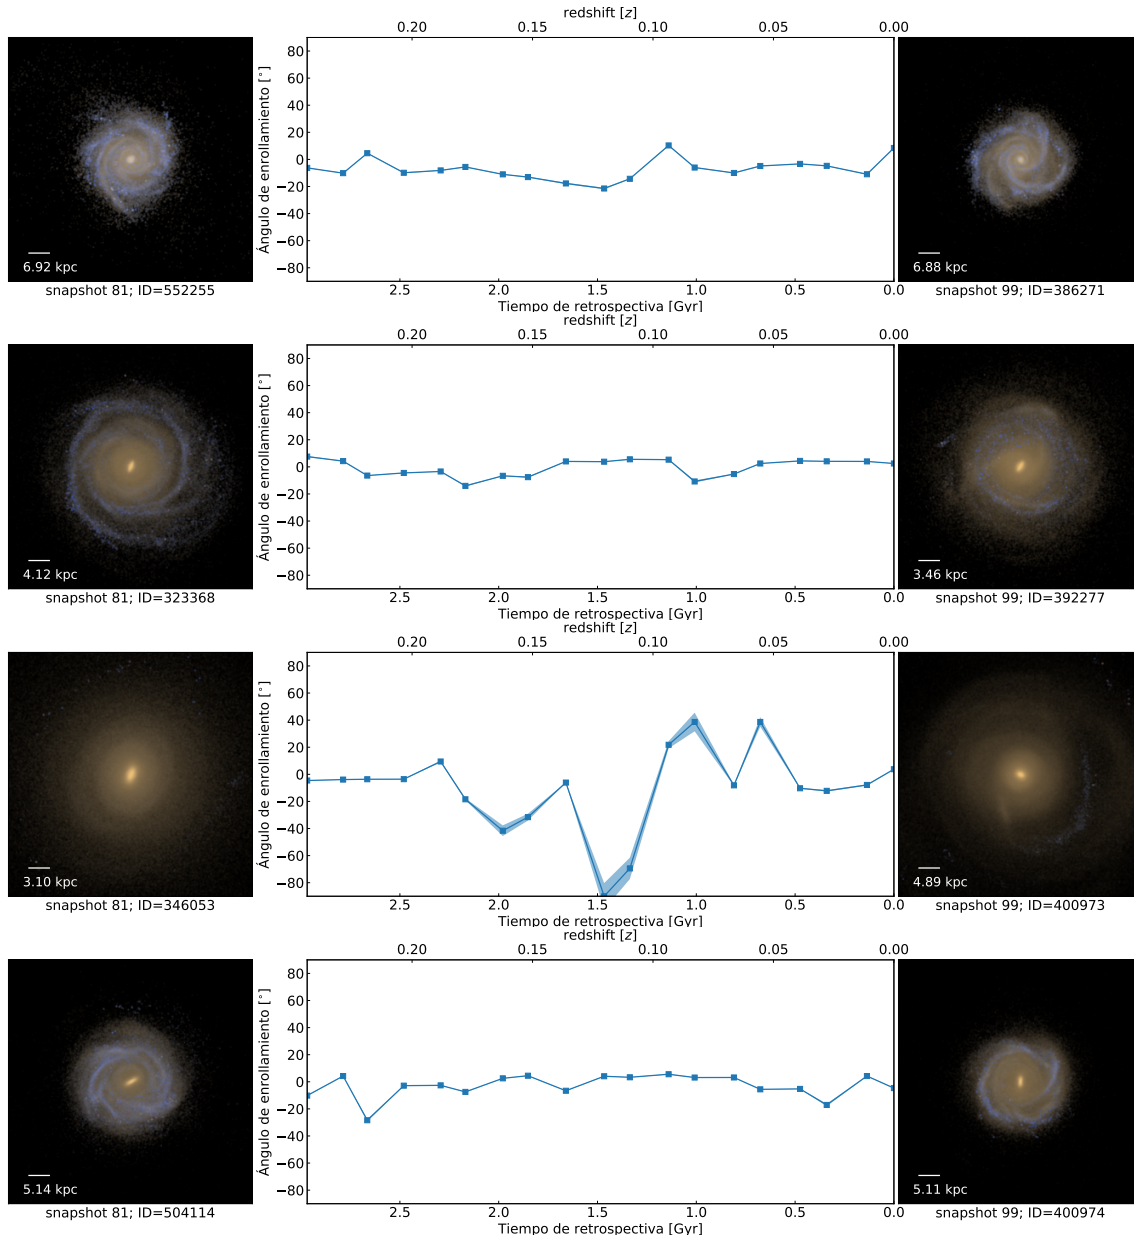 redshift [z]
0.20 0.15 0.10 0.05 0.00
80
60
40
20
0
−20
−40
−60
−80
Ángulo de enrollamiento [°]
6.92 kpc
6.88 kpc
snapshot 81; ID=552255
2.5 2.0 1.5 1.0 0.5 0.0
snapshot 99; ID=386271
Tiempo de retrospectiva [Gyr]
redshift [z]
0.20 0.15 0.10 0.05 0.00
80
60
40
20
0
−20
−40
−60
−80
Ángulo de enrollamiento [°]
4.12 kpc
3.46 kpc
snapshot 81; ID=323368
2.5 2.0 1.5 1.0 0.5 0.0
snapshot 99; ID=392277
Tiempo de retrospectiva [Gyr]
redshift [z]
0.20 0.15 0.10 0.05 0.00
80
60
40
20
0
−20
−40
−60
−80
Ángulo de enrollamiento [°]
3.10 kpc
4.89 kpc
snapshot 81; ID=346053
2.5 2.0 1.5 1.0 0.5 0.0
snapshot 99; ID=400973
Tiempo de retrospectiva [Gyr]
redshift [z]
0.20 0.15 0.10 0.05 0.00
80
60
40
20
0
−20
−40
−60
−80
Ángulo de enrollamiento [°]
5.14 kpc
5.11 kpc
snapshot 81; ID=504114
2.5 2.0 1.5 1.0 0.5 0.0
snapshot 99; ID=400974
Tiempo de retrospectiva [Gyr]